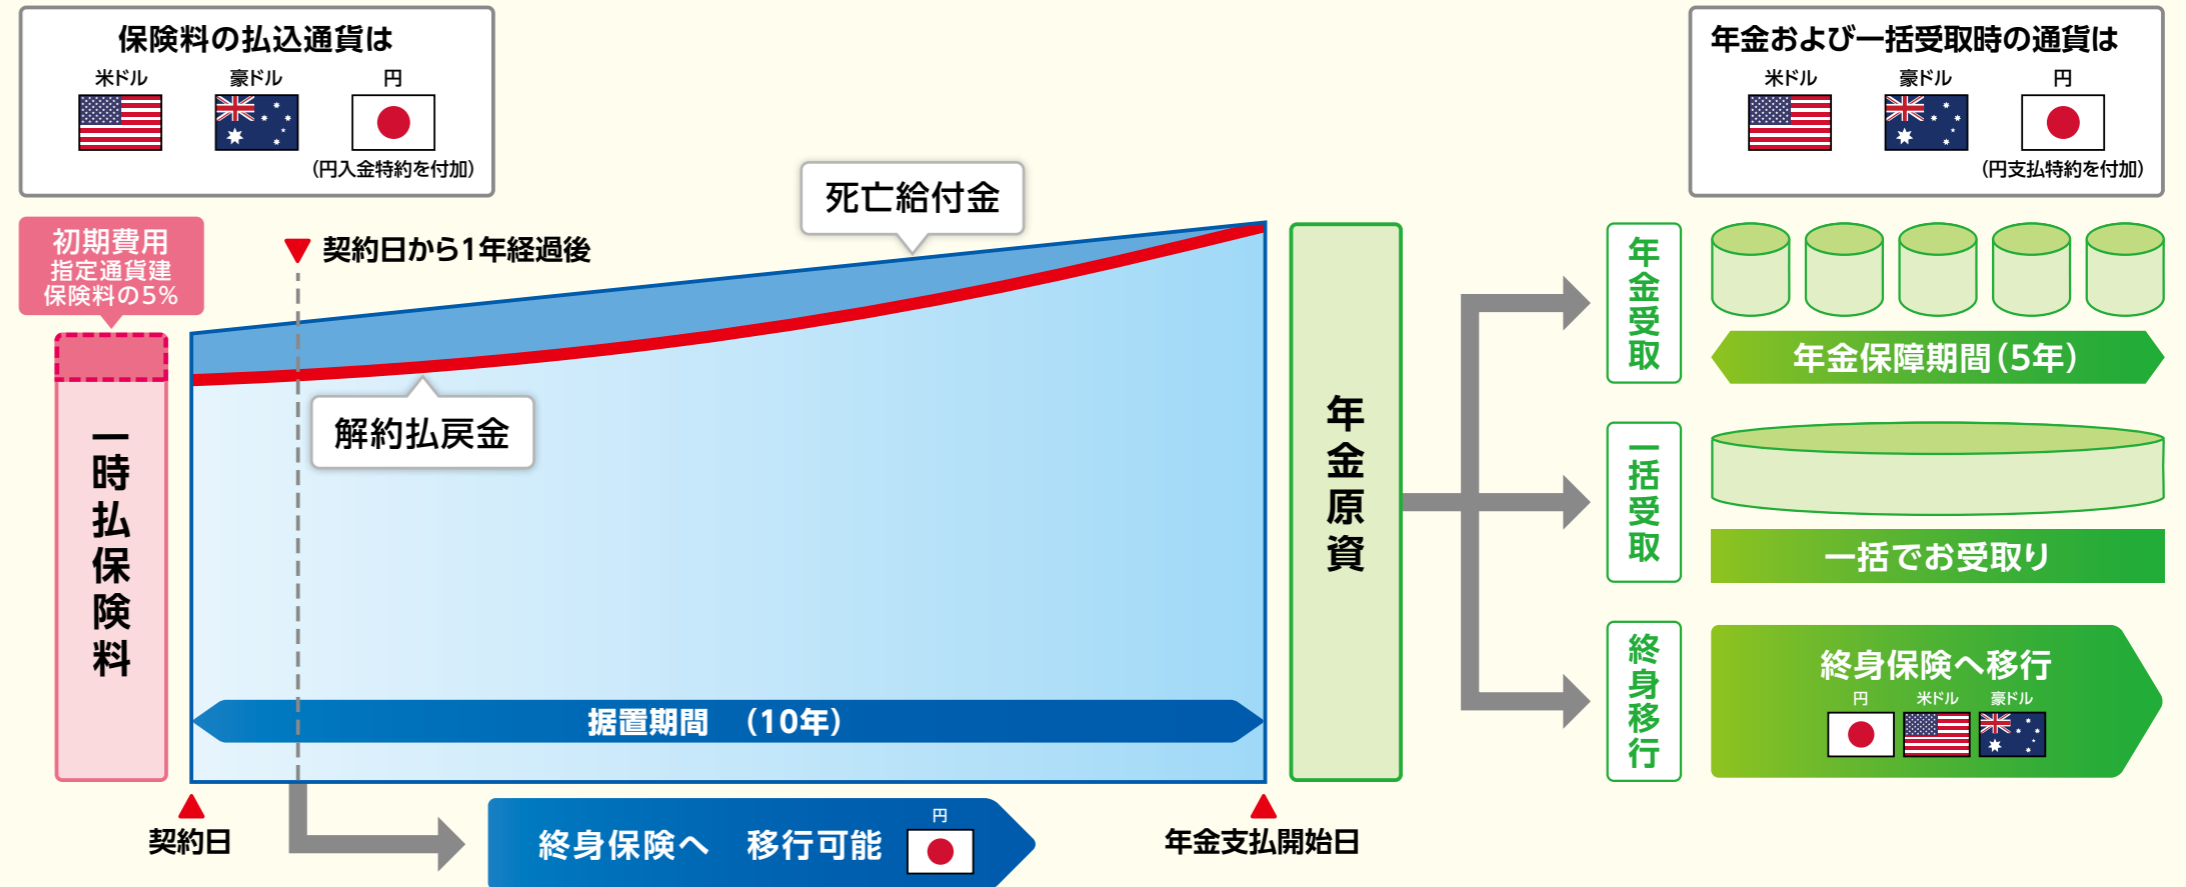 保険料の払込通貨は
米ドル 豪ドル 円
(円入金特約を付加)
年金および一括受取時の通貨は
米ドル 豪ドル 円
(円支払特約を付加)
初期費用
指定通貨建
保険料の5%
一時払保険料
契約日から1年経過後
死亡給付金
解約払戻金
据置期間 (10年)
契約日
終身保険へ 移行可能
円
年金支払開始日
年金原資
年金受取
年金保障期間(5年)
一括受取
一括でお受取り
終身移行
終身保険へ移行
円 米ドル 豪ドル